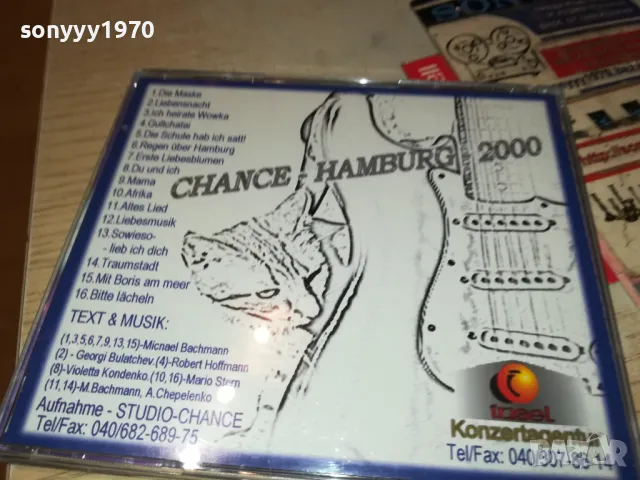 sonyyy1970
1.Die Maske
2.Liebensnacht
3.Ich heirate Wowka
4.Gullchatai
5.Die Schule hab ich satt!
6.Regen über Hamburg
7.Erste Liebesblumen
8.Du und ich
9.Mama
10.Afrika
11.Altes Lied
12.Liebesmusik
13.Sowieso-
- lieb ich dich
14.Traumstadt
15.Mit Boris am meer
16.Bitte lächeln
CHANCE - HAMBURG 2000
TEXT & MUSIK:
(1,3,5,6,7,9,13,15)-Micnael Bachmann
(2) - Georgi Bulatchev.(4)-Robert Hoffmann
(8)-Violetta Kondenko.(10,16)-Mario Stern
(11,14)-M.Bachmann, A.Chepelenko
Aufnahme - STUDIO-CHANCE
Tel/Fax: 040/682-689-75
Konzertagentur
Tel/Fax: